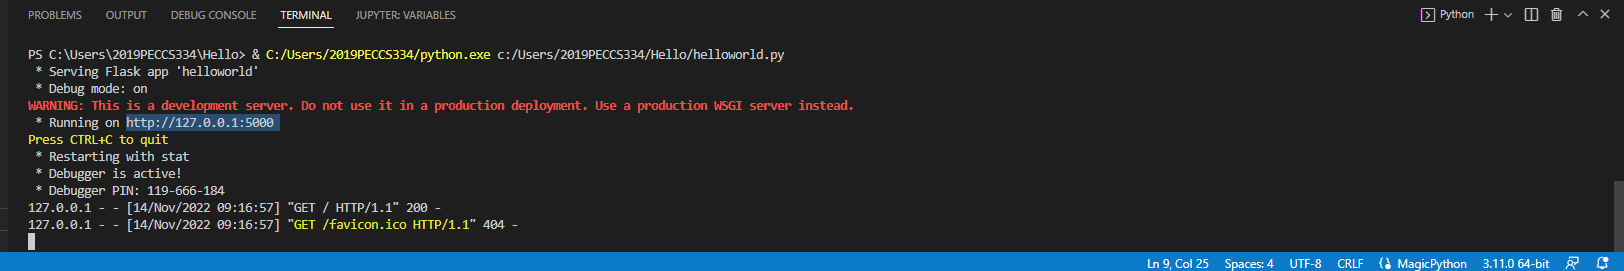 PROBLEMS OUTPUT DEBUG CONSOLE TERMINAL JUPYTER: VARIABLES Python
PS C:\Users\2019PECCS334\Hello> & C:/Users/2019PECCS334/python.exe c:/Users/2019PECCS334/Hello/helloworld.py
 * Serving Flask app 'helloworld'
 * Debug mode: on
WARNING: This is a development server. Do not use it in a production deployment. Use a production WSGI server instead.
 * Running on http://127.0.0.1:5000
Press CTRL+C to quit
 * Restarting with stat
 * Debugger is active!
 * Debugger PIN: 119-666-184
127.0.0.1 - - [14/Nov/2022 09:16:57] "GET / HTTP/1.1" 200 -
127.0.0.1 - - [14/Nov/2022 09:16:57] "GET /favicon.ico HTTP/1.1" 404 -
Ln 9, Col 25 Spaces: 4 UTF-8 CRLF MagicPython 3.11.0 64-bit